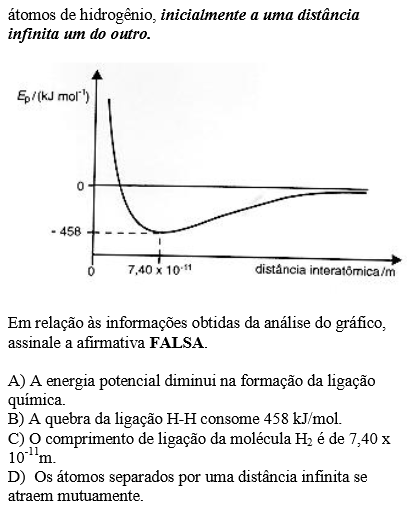 átomos de hidrogênio, inicialmente a uma distância
infinita um do outro.
Ep/(kJ mol⁻¹)
0
- 458
0
7,40 x 10⁻¹¹
distância interatômica/m
Em relação às informações obtidas da análise do gráfico,
assinale a afirmativa FALSA.
A) A energia potencial diminui na formação da ligação
química.
B) A quebra da ligação H-H consome 458 kJ/mol.
C) O comprimento de ligação da molécula H₂ é de 7,40 x
10⁻¹¹m.
D) Os átomos separados por uma distância infinita se
atraem mutuamente.